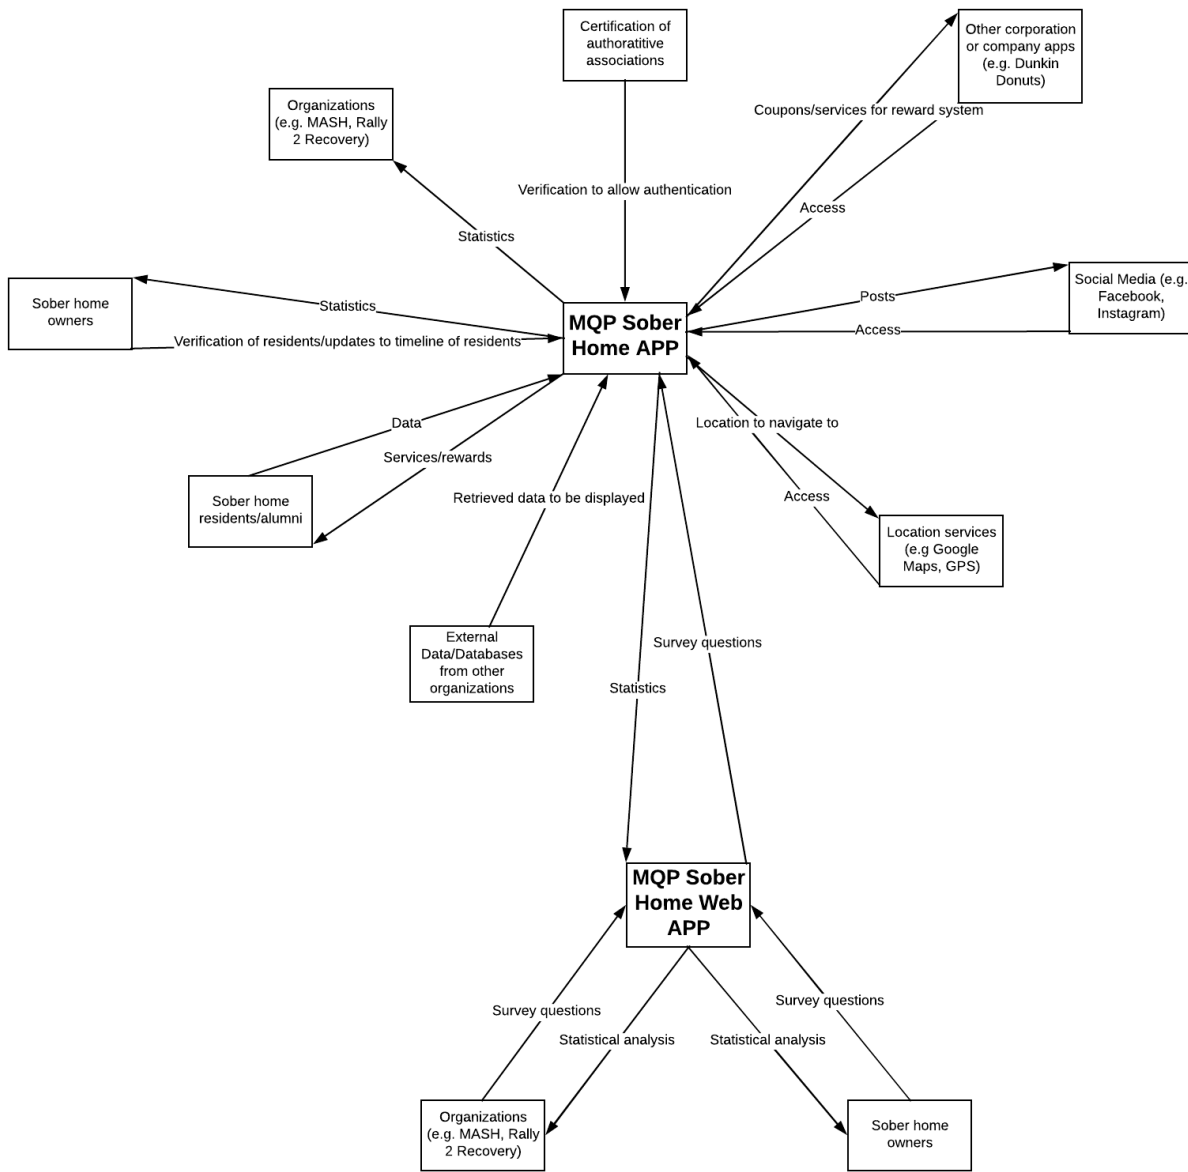 Certification of
authoratitive
associations
Other corporation
or company apps
(e.g. Dunkin
Donuts)
Organizations
(e.g. MASH, Rally
2 Recovery)
Coupons/services for reward system
Verification to allow authentication
Access
Statistics
Social Media (e.g.
Facebook,
Instagram)
Sober home
owners
Statistics
Posts
Verification of residents/updates to timeline of residents
MQP Sober
Home APP
Access
Data
Services/rewards
Location to navigate to
Sober home
residents/alumni
Retrieved data to be displayed
Access
Location services
(e.g Google
Maps, GPS)
External
Data/Databases
from other
organizations
Survey questions
Statistics
MQP Sober
Home Web
APP
Survey questions
Survey questions
Statistical analysis
Statistical analysis
Organizations
(e.g. MASH, Rally
2 Recovery)
Sober home
owners